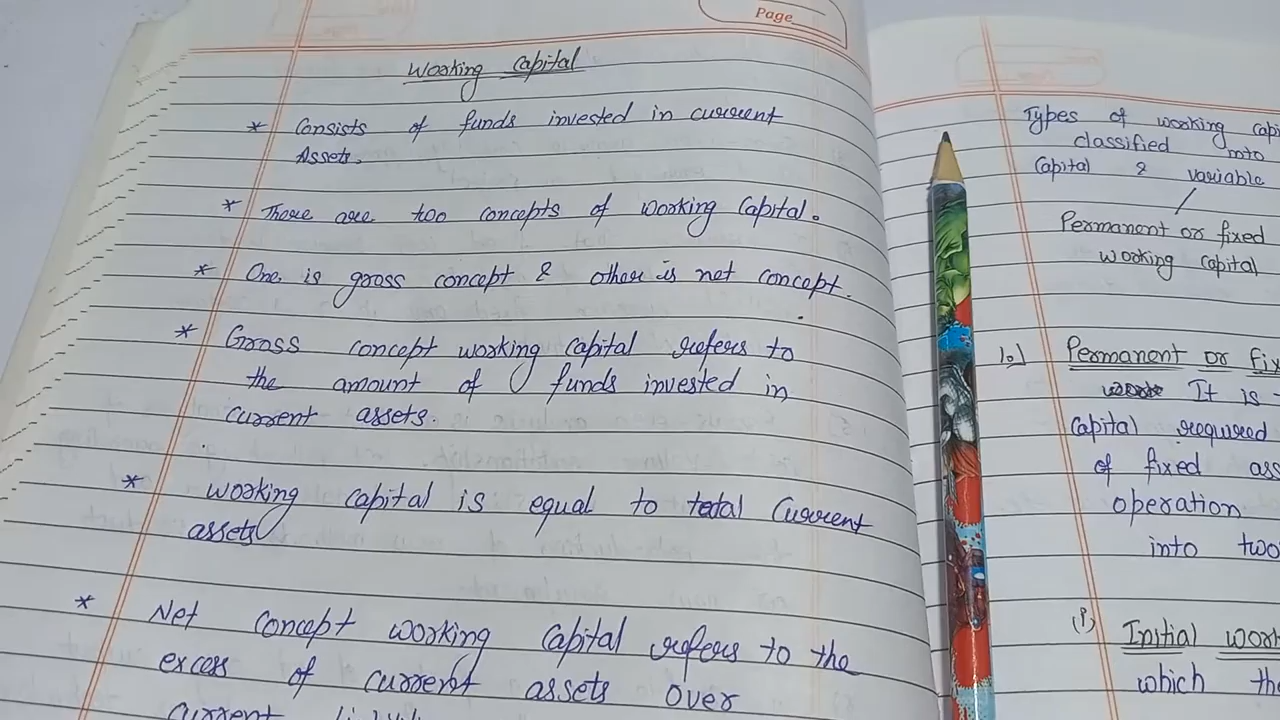 Page
Working Capital
* Consists of funds invested in current
Assets.
* There are too concepts of working Capital.
* One is gross concept & other is not concept.
* Gross concept working capital refers to
the amount of funds invested in
current assets.
* working capital is equal to total Current
assets
* Net concept working capital refers to the
excess of current assets over
current
Types of working
classified into
Capital & variable
Permanent or fixed
working capital
1.) Permanent or
It is
capital required
of fixed
operation
into two
(i) Initial
which